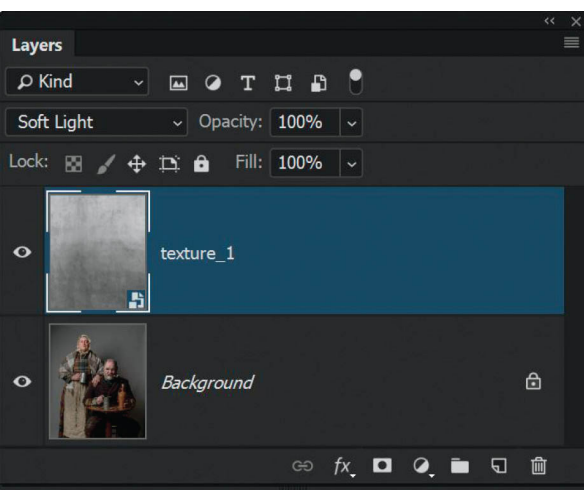 Layers
Kind
Soft Light Opacity: 100%
Lock: Fill: 100%
texture_1
Background
fx